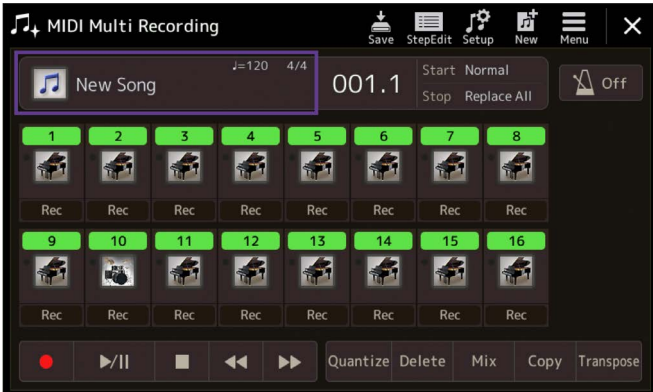 MIDI Multi Recording
Save StepEdit Setup New Menu
New Song ♩=120 4/4 001.1 Start Normal
Stop Replace All
Off
1 2 3 4 5 6 7 8
Rec Rec Rec Rec Rec Rec Rec Rec
9 10 11 12 13 14 15 16
Rec Rec Rec Rec Rec Rec Rec Rec
Quantize Delete Mix Copy Transpose